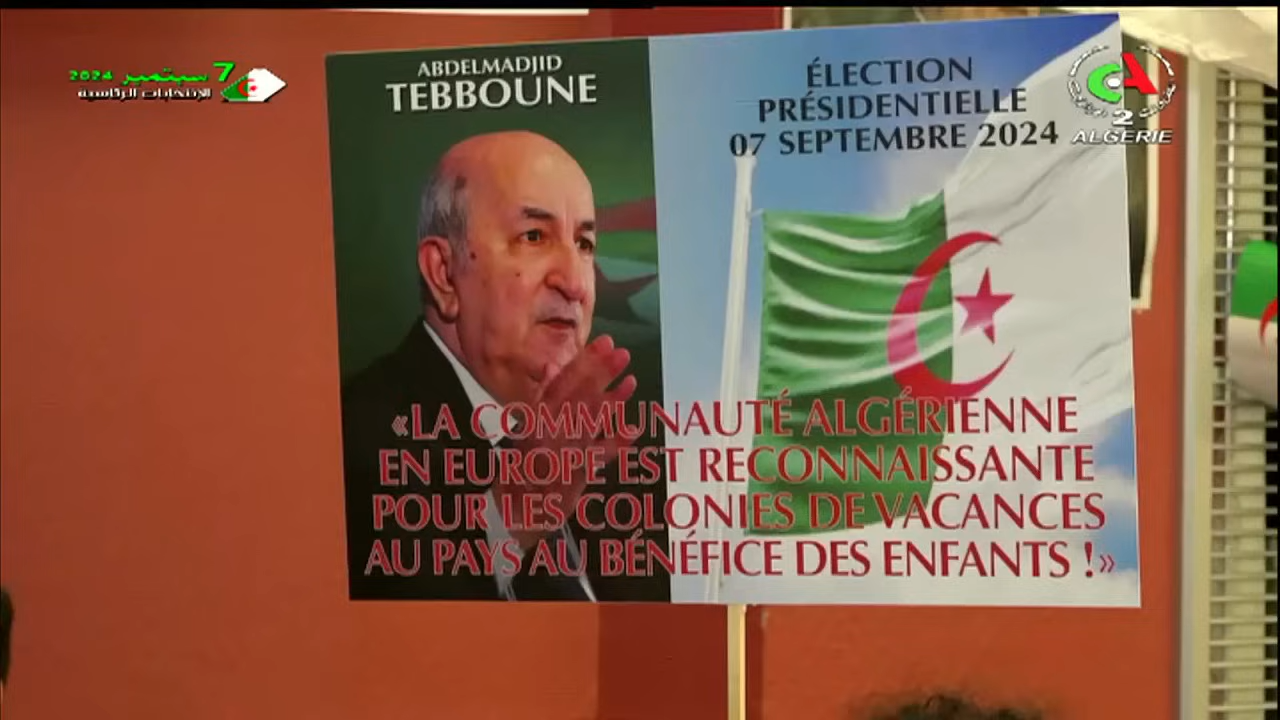 7 سبتمبر 2024
الانتخابات الرئاسية
ABDELMADJID
TEBBOUNE
ÉLECTION
PRÉSIDENTIELLE
07 SEPTEMBRE 2024
2
ALGERIE
«LA COMMUNAUTÉ ALGÉRIENNE
EN EUROPE EST RECONNAISSANTE
POUR LES COLONIES DE VACANCES
AU PAYS AU BÉNÉFICE DES ENFANTS !»